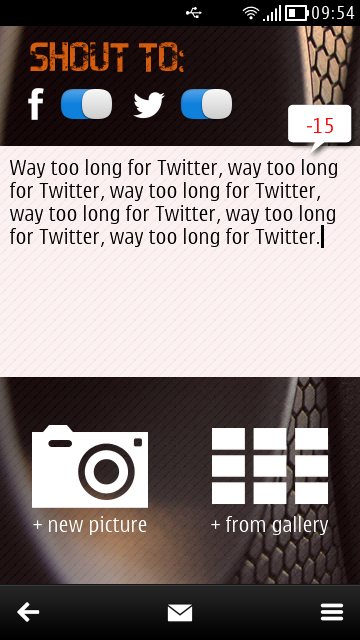 09:54
SHOUT TO:
f
-15
Way too long for Twitter, way too long
for Twitter, way too long for Twitter,
way too long for Twitter, way too long
for Twitter, way too long for Twitter.
+ new picture
+ from gallery